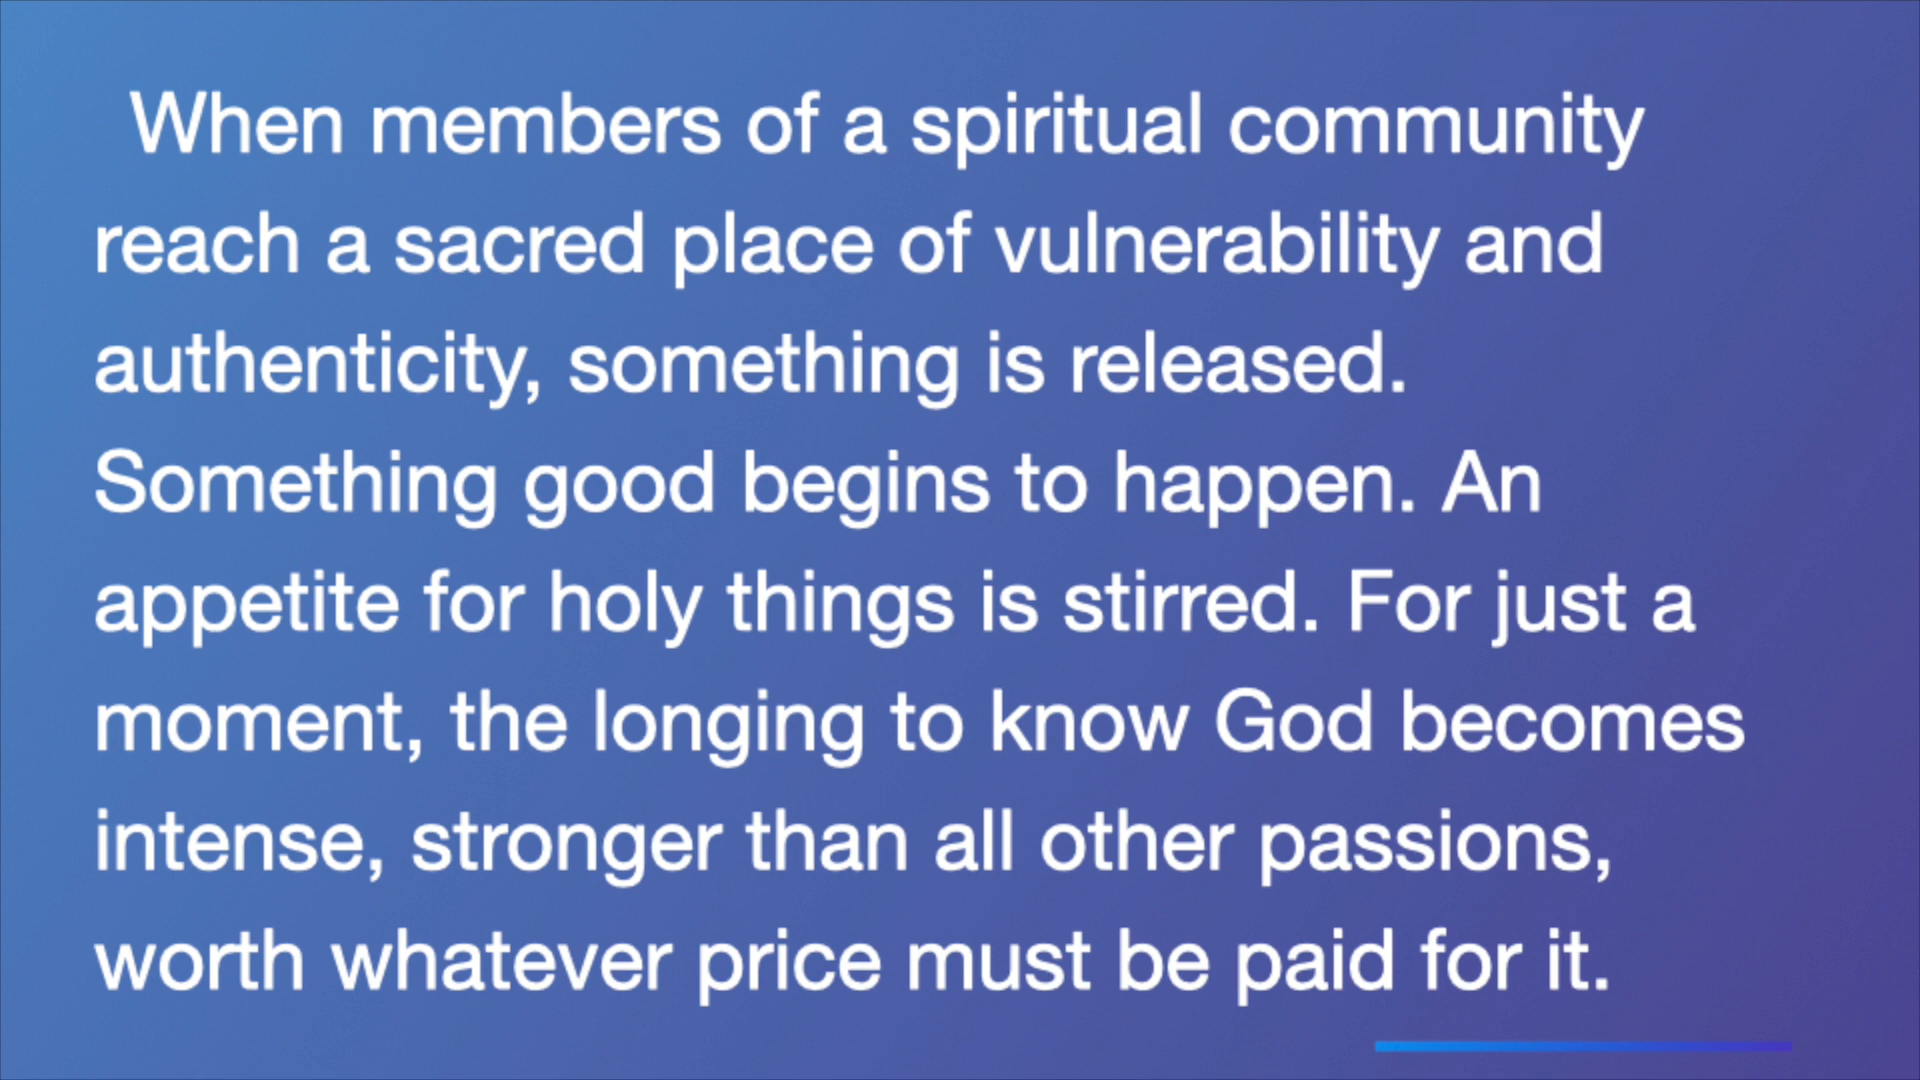 When members of a spiritual community
reach a sacred place of vulnerability and
authenticity, something is released.
Something good begins to happen. An
appetite for holy things is stirred. For just a
moment, the longing to know God becomes
intense, stronger than all other passions,
worth whatever price must be paid for it.